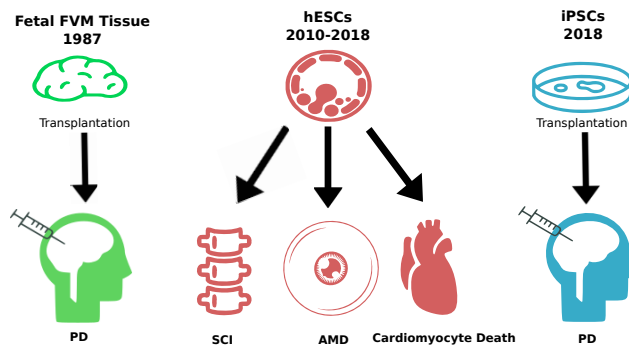 Fetal FVM Tissue
1987
hESCs
2010-2018
iPSCs
2018
Transplantation
Transplantation
PD
SCI
AMD
Cardiomyocyte Death
PD